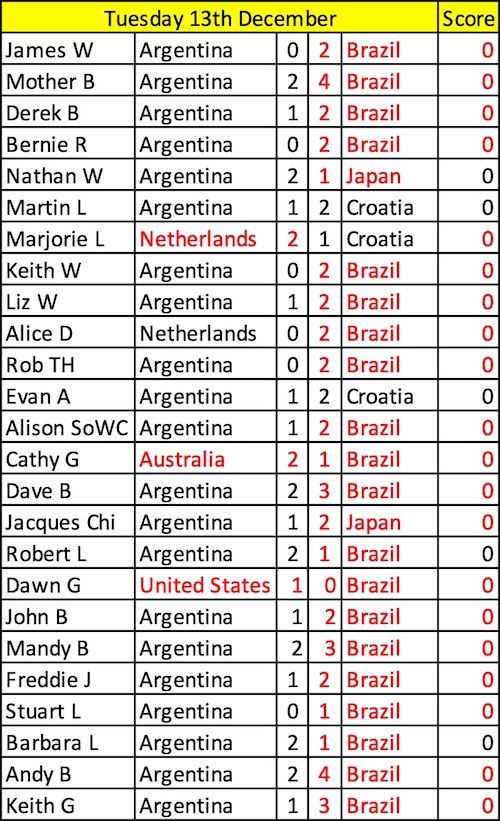 Tuesday 13th December Score
James W Argentina 0 2 Brazil 0
Mother B Argentina 2 4 Brazil 0
Derek B Argentina 1 2 Brazil 0
Bernie R Argentina 0 2 Brazil 0
Nathan W Argentina 2 1 Japan 0
Martin L Argentina 1 2 Croatia 0
Marjorie L Netherlands 2 1 Croatia 0
Keith W Argentina 0 2 Brazil 0
Liz W Argentina 1 2 Brazil 0
Alice D Netherlands 0 2 Brazil 0
Rob TH Argentina 0 2 Brazil 0
Evan A Argentina 1 2 Croatia 0
Alison SoWC Argentina 1 2 Brazil 0
Cathy G Australia 2 1 Brazil 0
Dave B Argentina 2 3 Brazil 0
Jacques Chi Argentina 1 2 Japan 0
Robert L Argentina 2 1 Brazil 0
Dawn G United States 1 0 Brazil 0
John B Argentina 1 2 Brazil 0
Mandy B Argentina 2 3 Brazil 0
Freddie J Argentina 1 2 Brazil 0
Stuart L Argentina 0 1 Brazil 0
Barbara L Argentina 2 1 Brazil 0
Andy B Argentina 2 4 Brazil 0
Keith G Argentina 1 3 Brazil 0